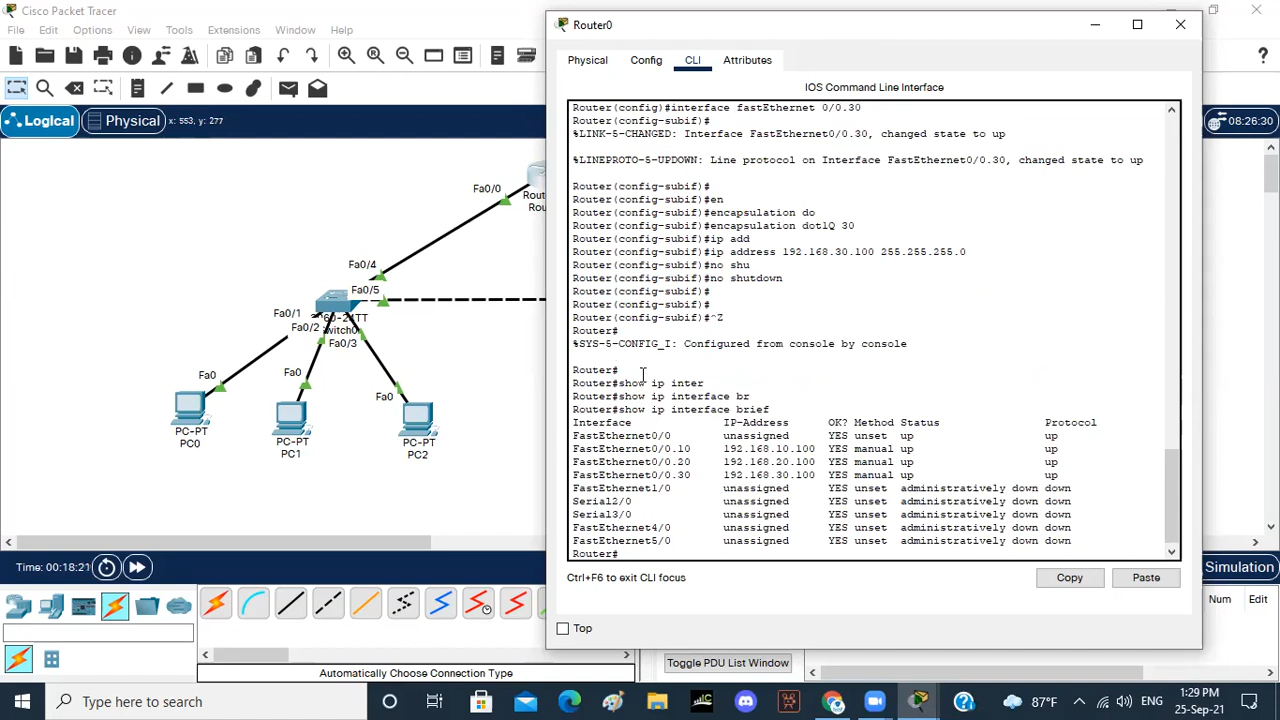 Cisco Packet Tracer
File Edit Options View Tools Extensions Window Help
Logical
Physical
x: 553, y: 277
08:26:30
Fa0/0
Rout
Rou
Fa0/4
Fa0/5
Fa0/1
Fa0/2
60-24TT
witch0
Fa0/3
Fa0
Fa0
Fa0
PC-PT
PC0
PC-PT
PC1
PC-PT
PC2
Time: 00:18:21
Simulation
Num Edit
Automatically Choose Connection Type
Toggle PDU List Window
Router0
Physical Config CLI Attributes
IOS Command Line Interface
Router(config)#interface fastEthernet 0/0.30
Router(config-subif)#
%LINK-5-CHANGED: Interface FastEthernet0/0.30, changed state to up
%LINEPROTO-5-UPDOWN: Line protocol on Interface FastEthernet0/0.30, changed state to up
Router(config-subif)#
Router(config-subif)#en
Router(config-subif)#encapsulation do
Router(config-subif)#encapsulation dot1Q 30
Router(config-subif)#ip add
Router(config-subif)#ip address 192.168.30.100 255.255.255.0
Router(config-subif)#no shu
Router(config-subif)#no shutdown
Router(config-subif)#
Router(config-subif)#
Router(config-subif)#^Z
Router#
%SYS-5-CONFIG_I: Configured from console by console
Router#
Router#show ip inter
Router#show ip interface br
Router#show ip interface brief
Interface IP-Address OK? Method Status Protocol
FastEthernet0/0 unassigned YES unset up up
FastEthernet0/0.10 192.168.10.100 YES manual up up
FastEthernet0/0.20 192.168.20.100 YES manual up up
FastEthernet0/0.30 192.168.30.100 YES manual up up
FastEthernet1/0 unassigned YES unset administratively down down
Serial2/0 unassigned YES unset administratively down down
Serial3/0 unassigned YES unset administratively down down
FastEthernet4/0 unassigned YES unset administratively down down
FastEthernet5/0 unassigned YES unset administratively down down
Router#
Ctrl+F6 to exit CLI focus
Copy
Paste
Top
Type here to search
87°F
ENG
1:29 PM
25-Sep-21